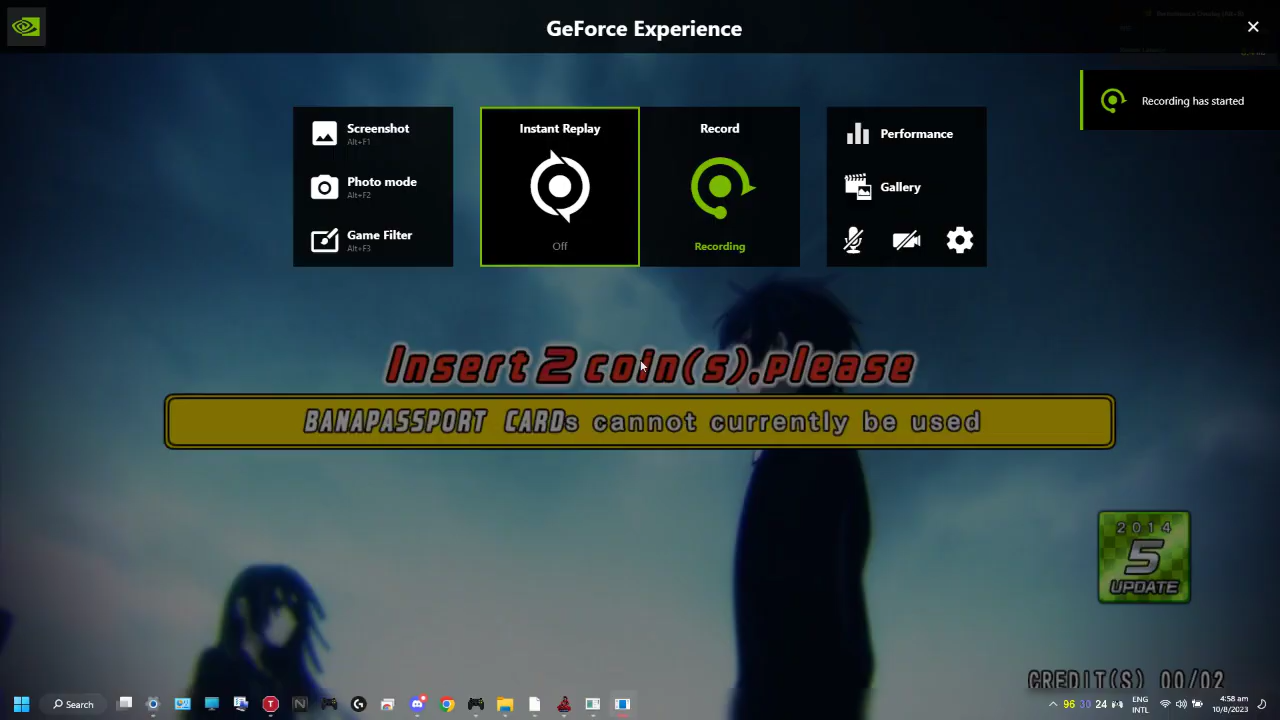 GeForce Experience
Recording has started
Screenshot
Alt+F1
Photo mode
Alt+F2
Game Filter
Alt+F3
Instant Replay
Off
Record
Recording
Performance
Gallery
Insert 2 coin(s),please
BANAPASSPORT CARDs cannot currently be used
2014
5
UPDATE
CREDIT(S) 00/02
Search
96 30 24
ENG
INTL
4:58 am
10/8/2023